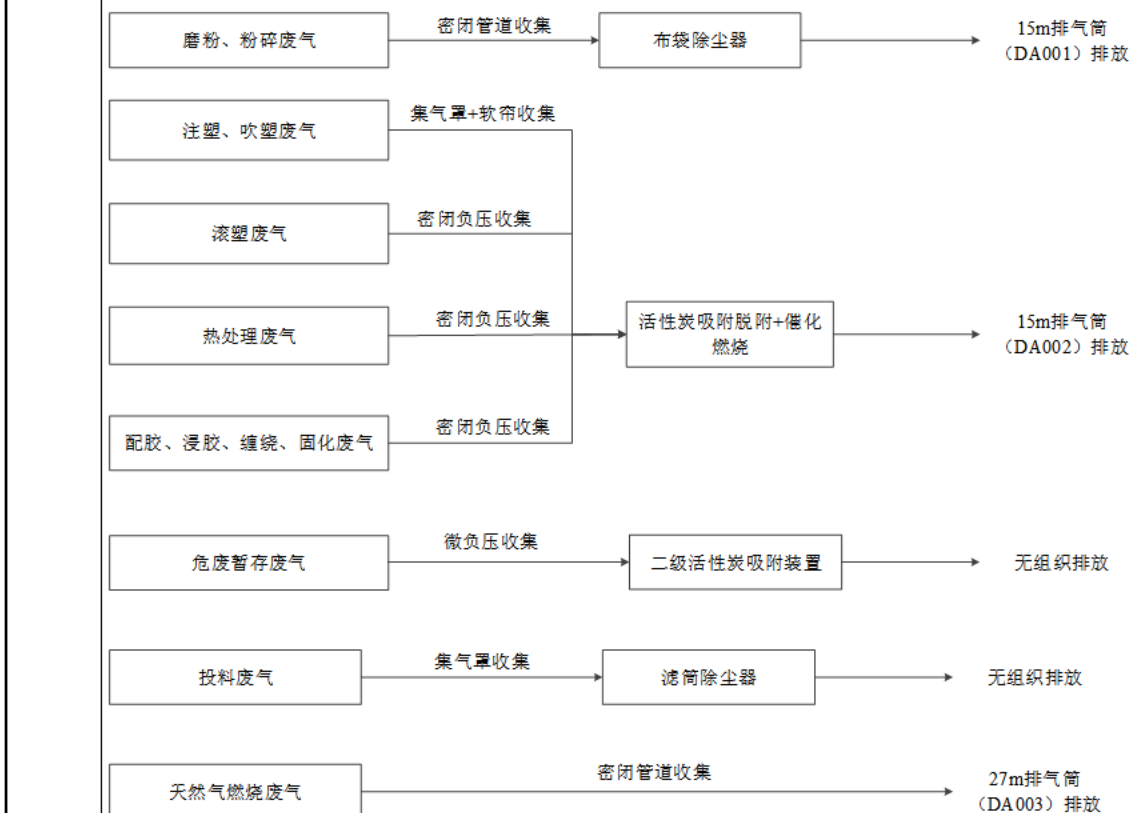 磨粉、粉碎废气
密闭管道收集
布袋除尘器
15m排气筒
（DA001）排放
注塑、吹塑废气
集气罩+软帘收集
滚塑废气
密闭负压收集
热处理废气
密闭负压收集
活性炭吸附脱附+催化
燃烧
15m排气筒
（DA002）排放
配胶、浸胶、缠绕、固化废气
密闭负压收集
危废暂存废气
微负压收集
二级活性炭吸附装置
无组织排放
投料废气
集气罩收集
滤筒除尘器
无组织排放
天然气燃烧废气
密闭管道收集
27m排气筒
（DA003）排放